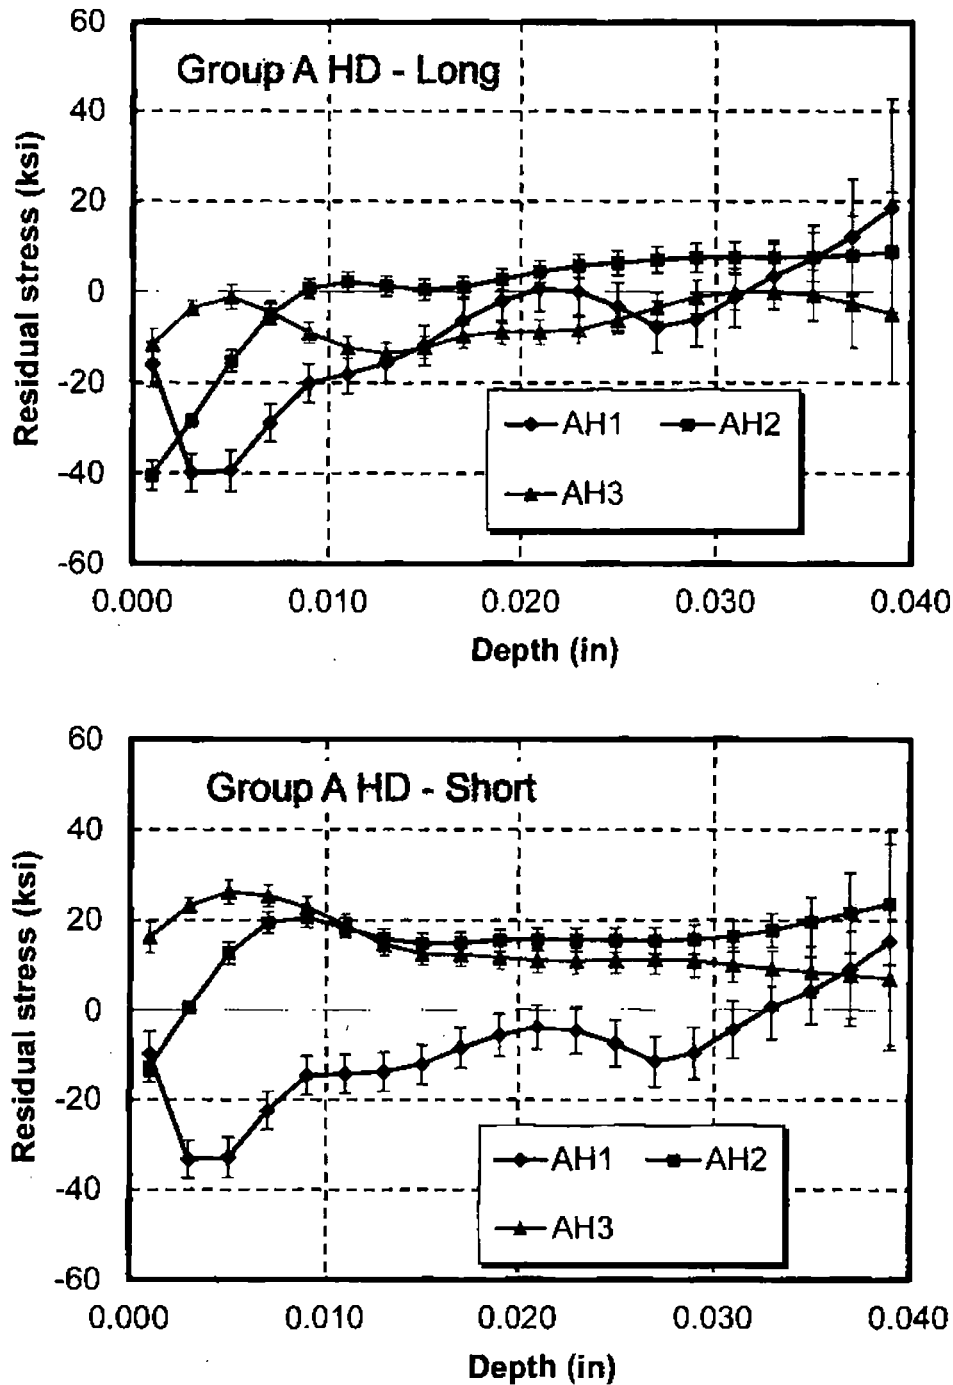 Group A HD - Long
Residual stress (ksi)
60
40
20
0
-20
-40
-60
AH1 AH2
AH3
0.000 0.010 0.020 0.030 0.040
Depth (in)
Group A HD - Short
Residual stress (ksi)
60
40
20
0
-20
-40
-60
AH1 AH2
AH3
0.000 0.010 0.020 0.030 0.040
Depth (in)